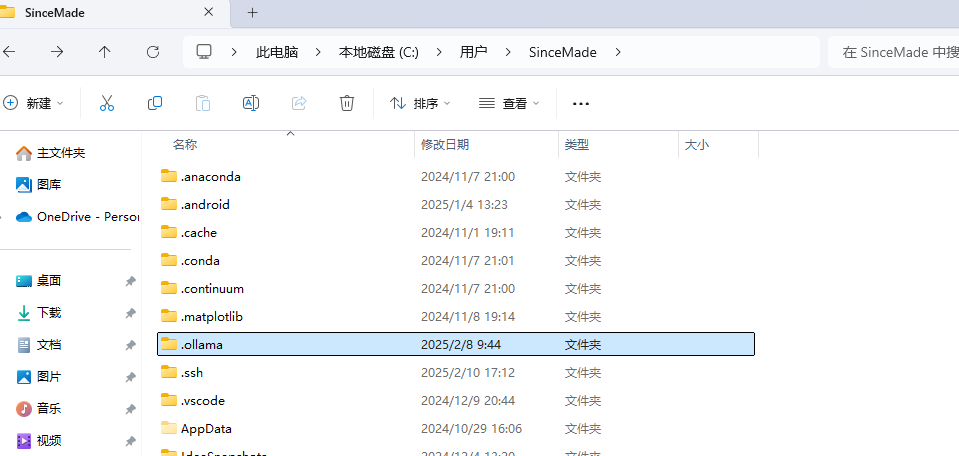 SinceMade
此电脑 本地磁盘 (C:) 用户 SinceMade
在 SinceMade 中搜
新建 排序 查看
名称 修改日期 类型 大小
主文件夹
图库
OneDrive - Person
桌面
下载
文档
图片
音乐
视频
.anaconda 2024/11/7 21:00 文件夹
.android 2025/1/4 13:23 文件夹
.cache 2024/11/1 19:11 文件夹
.conda 2024/11/7 21:01 文件夹
.continuum 2024/11/7 21:00 文件夹
.matplotlib 2024/11/8 19:14 文件夹
.ollama 2025/2/8 9:44 文件夹
.ssh 2025/2/10 17:12 文件夹
.vscode 2024/12/9 20:44 文件夹
AppData 2024/10/29 16:06 文件夹